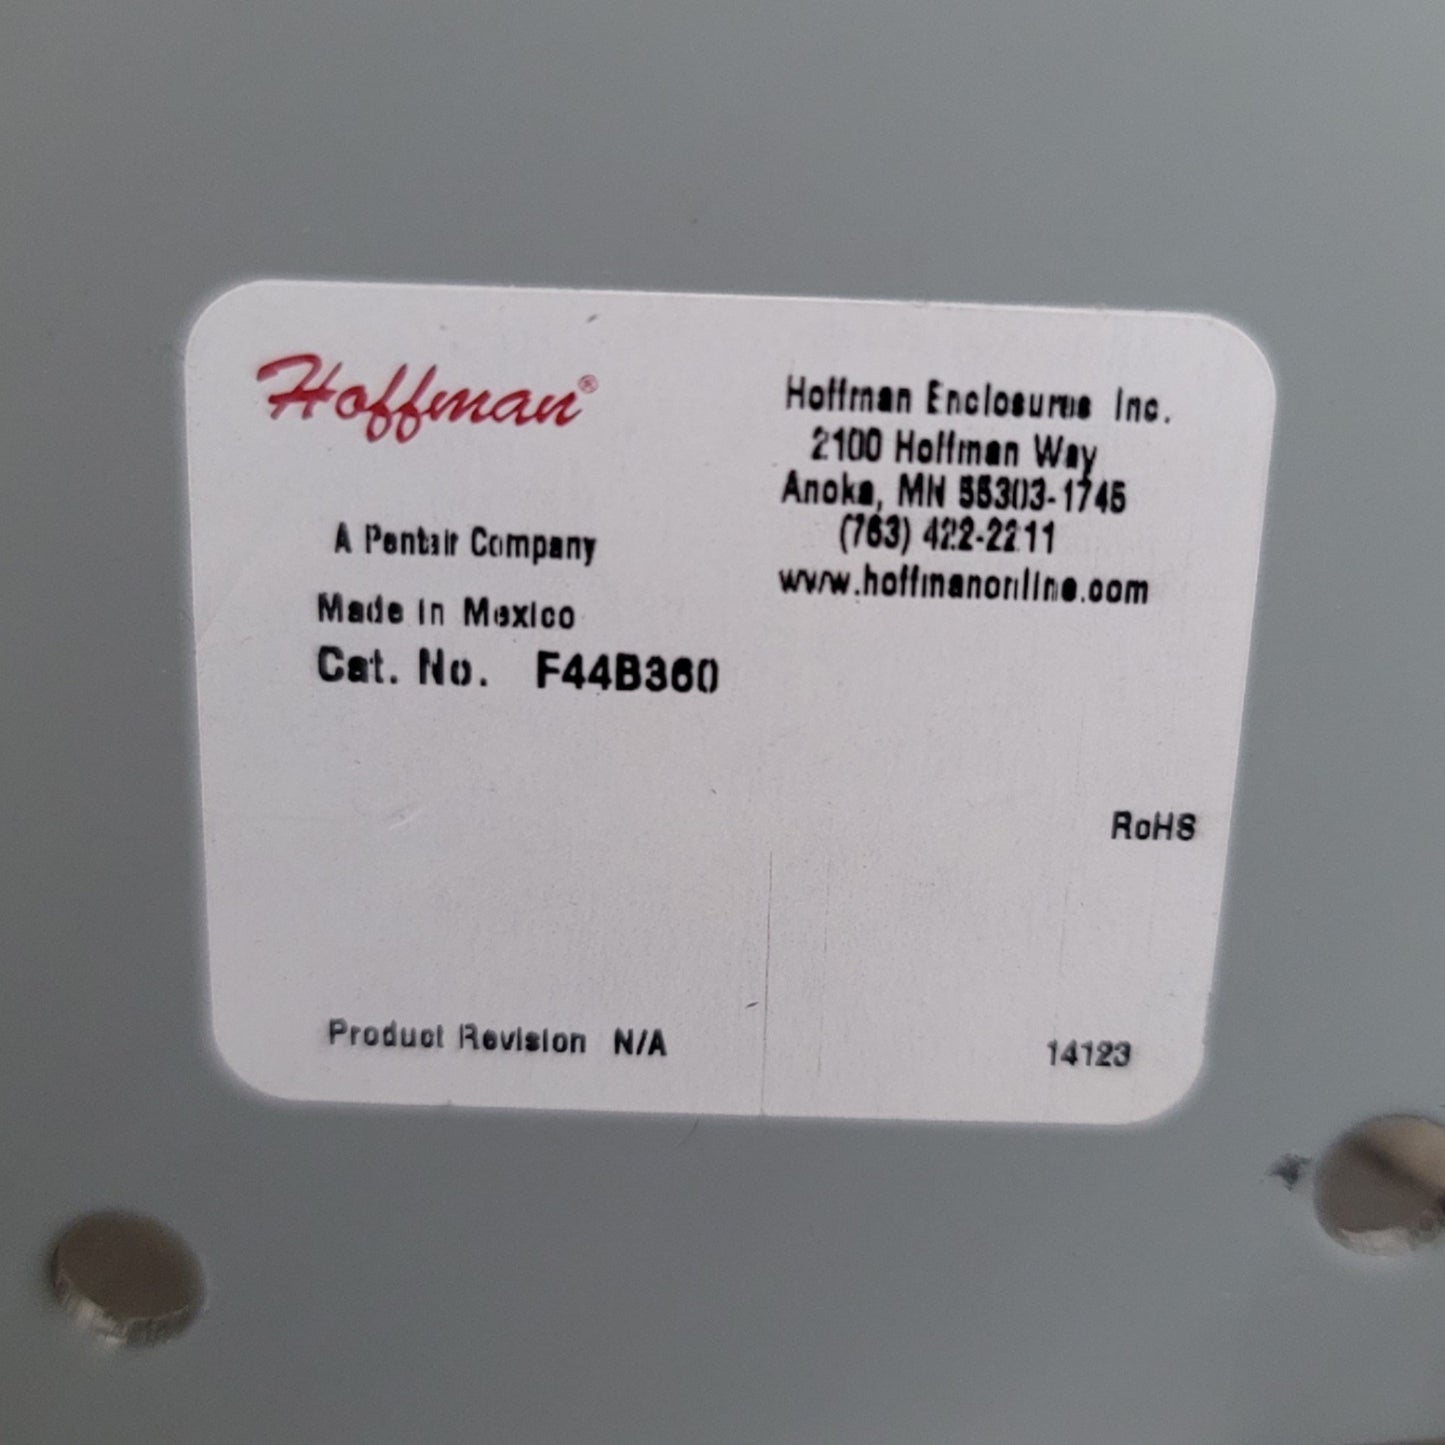 Hoffman®
Hoffman Enclosures Inc.
2100 Hoffman Way
Anoka, MN 55303-1745
(763) 422-2211
www.hoffmanonline.com
A Pentair Company
Made in Mexico
Cat. No. F44B360
RoHS
Product Revision N/A
14123